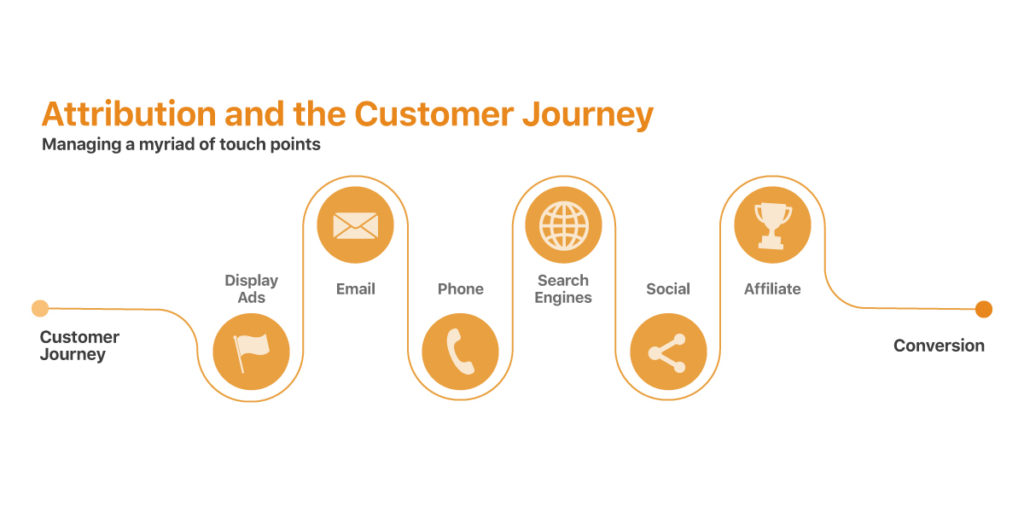 Attribution and the Customer Journey
Managing a myriad of touch points
Display
Ads
Email
Phone
Search
Engines
Social
Affiliate
Customer
Journey
Conversion